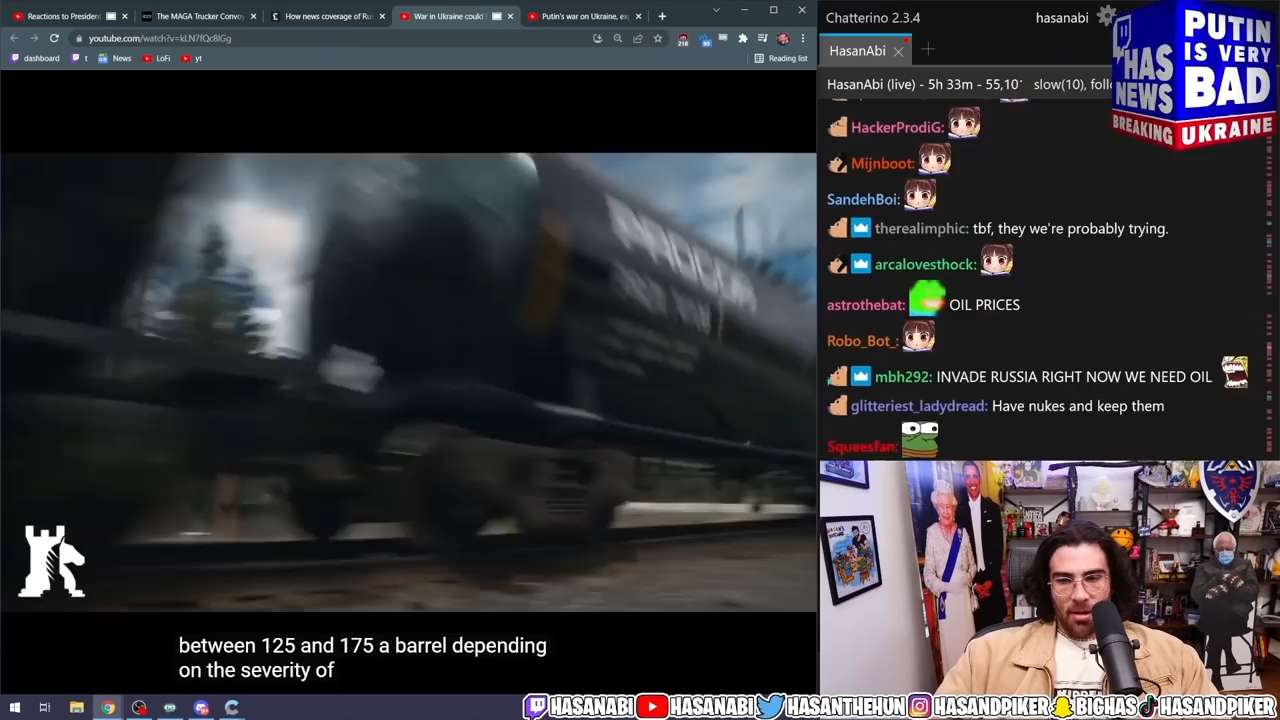 Reactions to President
The MAGA Trucker Convoy
How news coverage of Ru
War in Ukraine could
Putin's war on Ukraine, ex
youtube.com/watch?v=kLN7fQc8lGg
dashboard
t
News
LoFi
yt
Reading list
between 125 and 175 a barrel depending
on the severity of
Chatterino 2.3.4
hasanabi
HasanAbi
HasanAbi (live) - 5h 33m - 55,10
slow(10), follo
HAS
NEWS
BREAKING
PUTIN
IS VERY
BAD
UKRAINE
HackerProdiG:
Mijnboot:
SandehBoi:
therealimphic: tbf, they we're probably trying.
arcalovesthock:
astrothebat: OIL PRICES
Robo_Bot_:
mbh292: INVADE RUSSIA RIGHT NOW WE NEED OIL
glitteriest_ladydread: Have nukes and keep them
Squeesfan:
HASANABI
HASANABI
HASANTHEHUN
HASANDPIKER
BIGHAS
HASANDPIKER